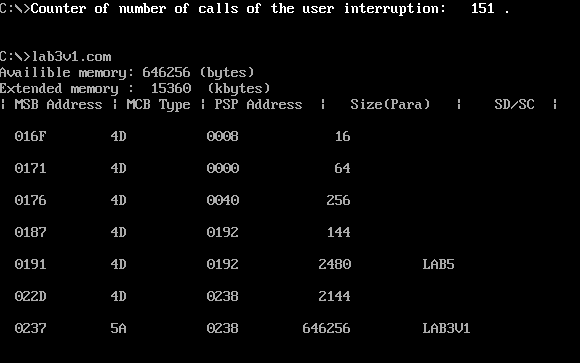 C:\>Counter of number of calls of the user interruption:   151 .
C:\>lab3v1.com
Availible memory: 646256 (bytes)
Extended memory :  15360  (kbytes)
¦ MSB Address ¦ MCB Type ¦ PSP Address  ¦   Size(Para)   ¦    SD/SC  ¦
016F 4D 0008 16
0171 4D 0000 64
0176 4D 0040 256
0187 4D 0192 144
0191 4D 0192 2480 LAB5
022D 4D 0238 2144
0237 5A 0238 646256 LAB3V1